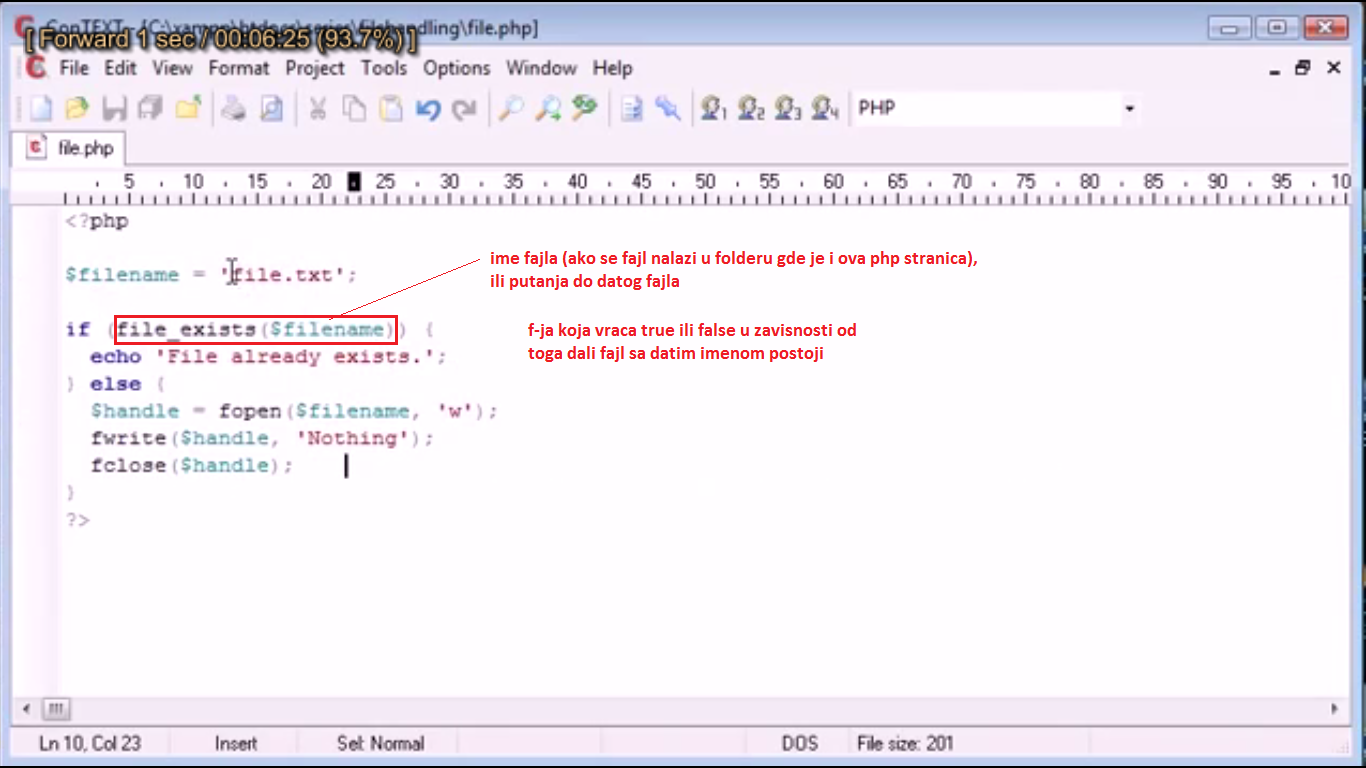 ConTEXT - [C:\xampp\htdocs\series\filehandling\file.php]
[ Forward 1 sec / 00:06:25 (93.7%) ]
File Edit View Format Project Tools Options Window Help
1 2 3 4 PHP
file.php
5 10 15 20 25 30 35 40 45 50 55 60 65 70 75 80 85 90 95 10
<?php
$filename = 'file.txt';
ime fajla (ako se fajl nalazi u folderu gde je i ova php stranica),
ili putanja do datog fajla
if (file_exists($filename)) {
echo 'File already exists.';
f-ja koja vraca true ili false u zavisnosti od
toga dali fajl sa datim imenom postoji
} else {
$handle = fopen($filename, 'w');
fwrite($handle, 'Nothing');
fclose($handle);
}
?>
Ln 10, Col 23 Insert Sel: Normal DOS File size: 201